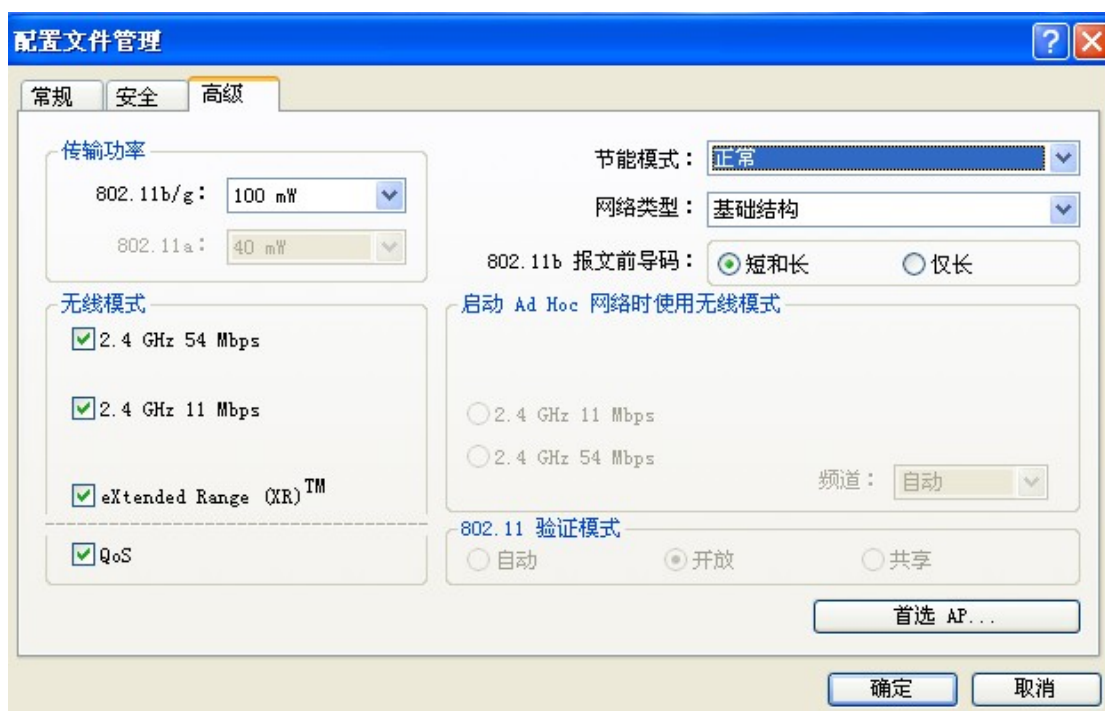 配置文件管理
常规 安全 高级
传输功率
802.11b/g: 100 mW
802.11a: 40 mW
节能模式: 正常
网络类型: 基础结构
802.11b 报文前导码: 短和长 仅长
无线模式
2.4 GHz 54 Mbps
2.4 GHz 11 Mbps
eXtended Range (XR)TM
QoS
启动 Ad Hoc 网络时使用无线模式
2.4 GHz 11 Mbps
2.4 GHz 54 Mbps
频道: 自动
802.11 验证模式
自动 开放 共享
首选 AP...
确定 取消